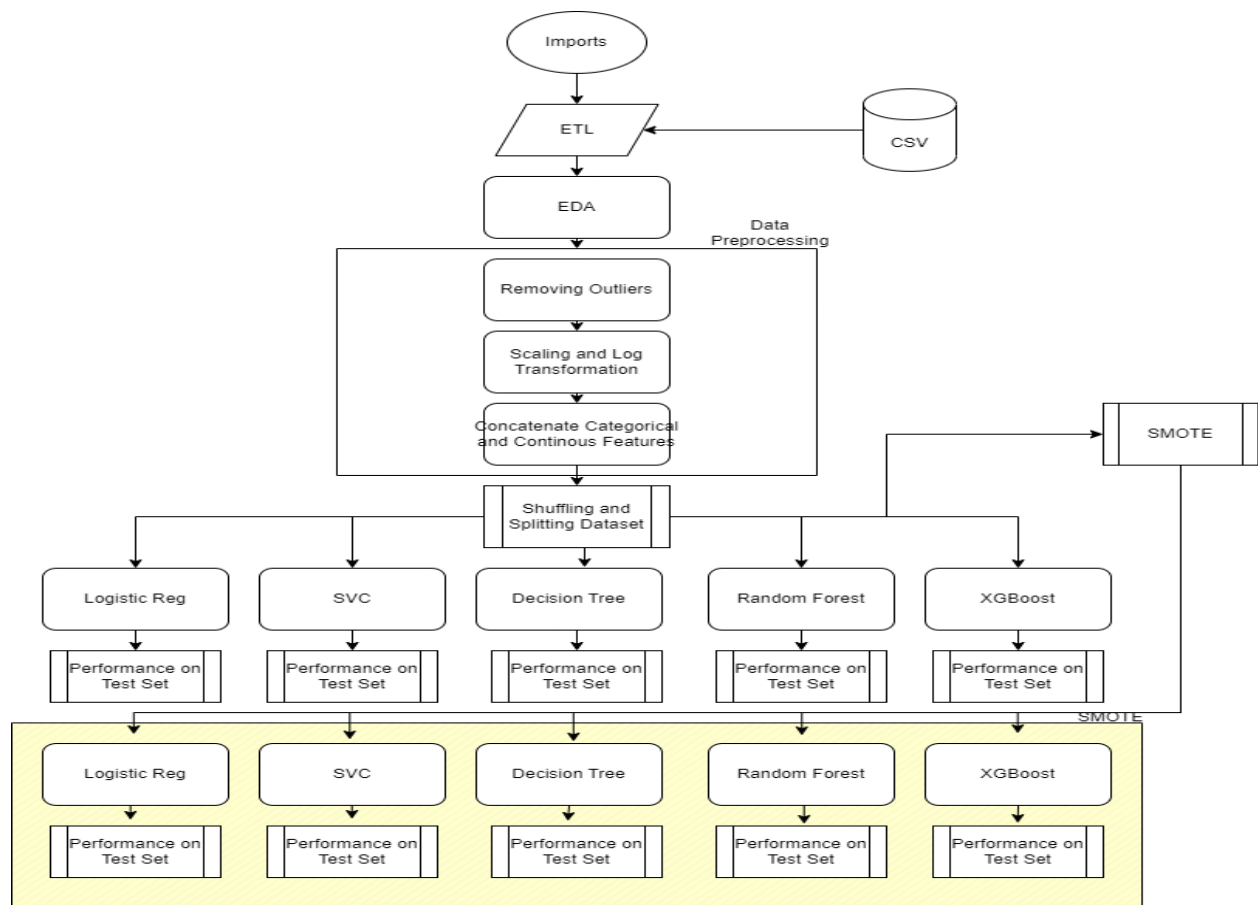 Imports
ETL
CSV
EDA
Data
Preprocessing
Removing Outliers
Scaling and Log
Transformation
Concatenate Categorical
and Continous Features
SMOTE
Shuffling and
Splitting Dataset
Logistic Reg
SVC
Decision Tree
Random Forest
XGBoost
Performance on
Test Set
Performance on
Test Set
Performance on
Test Set
Performance on
Test Set
Performance on
Test Set
SMOTE
Logistic Reg
SVC
Decision Tree
Random Forest
XGBoost
Performance on
Test Set
Performance on
Test Set
Performance on
Test Set
Performance on
Test Set
Performance on
Test Set